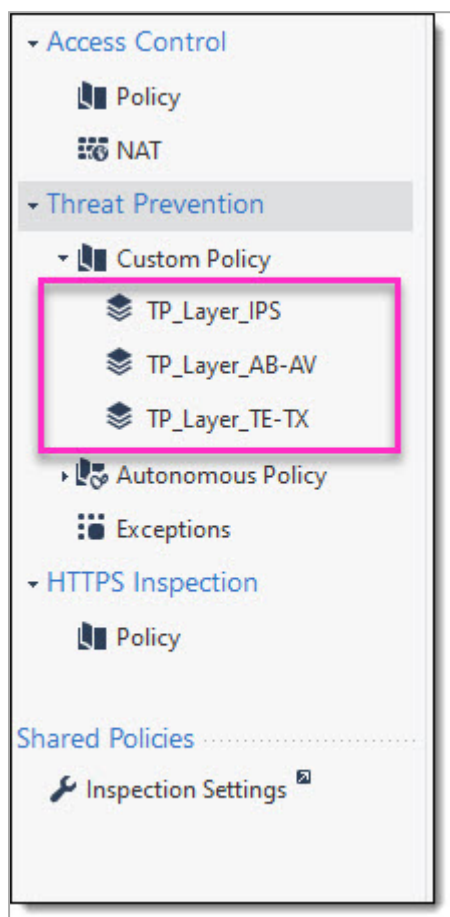 Access Control
Policy
NAT
Threat Prevention
Custom Policy
TP_Layer_IPS
TP_Layer_AB-AV
TP_Layer_TE-TX
Autonomous Policy
Exceptions
HTTPS Inspection
Policy
Shared Policies
Inspection Settings